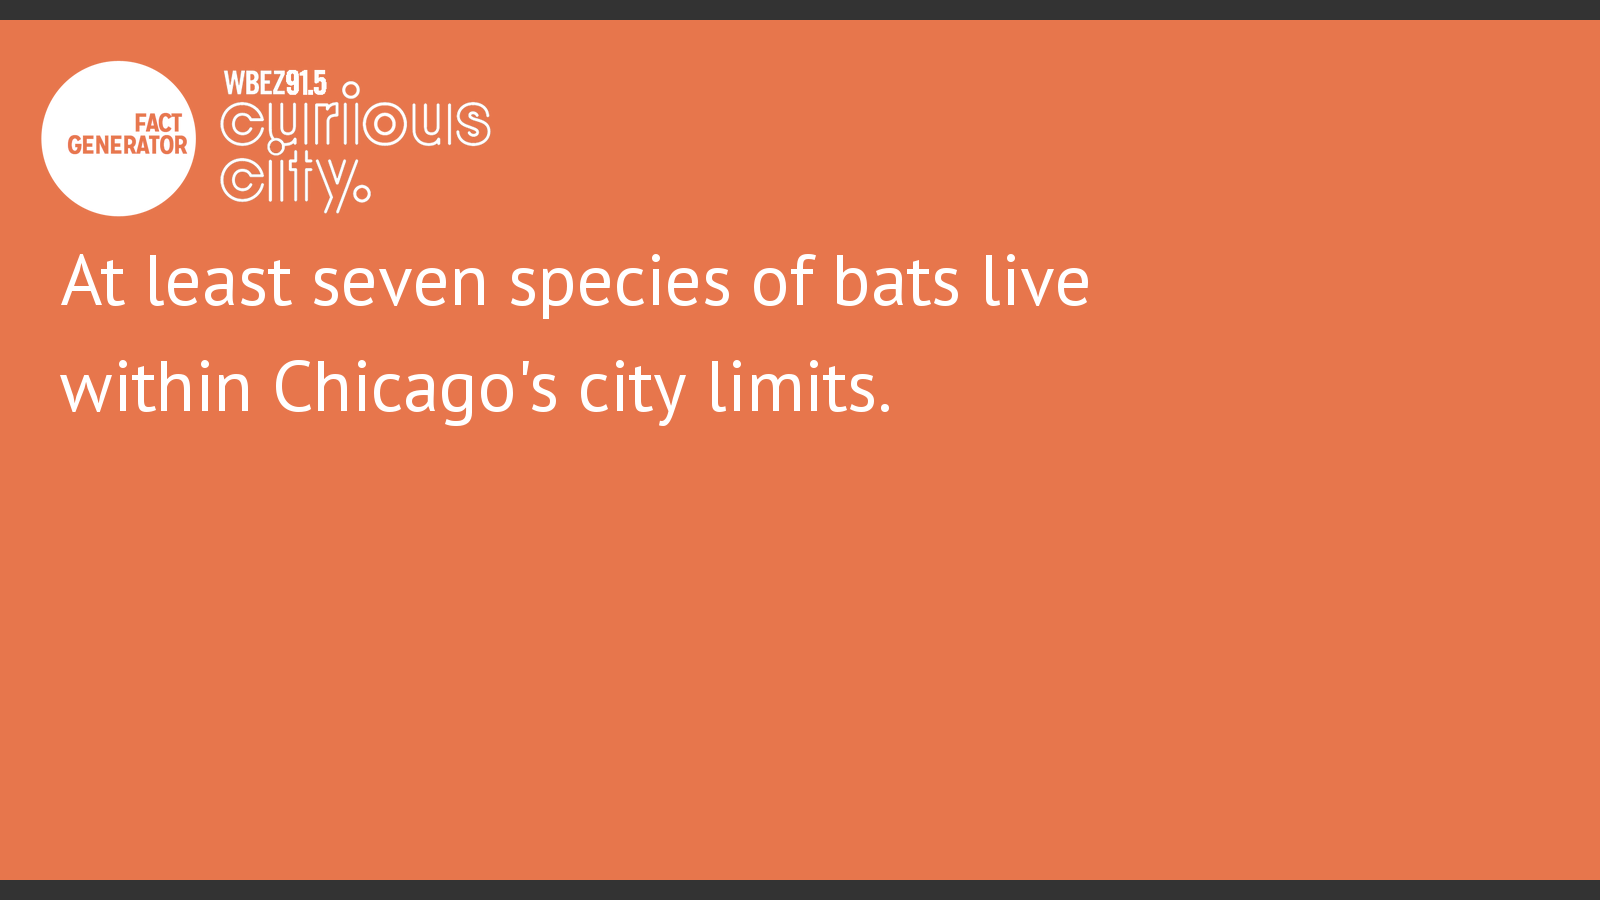 FACT
GENERATOR
WBEZ91.5
curious
city.
At least seven species of bats live
within Chicago's city limits.